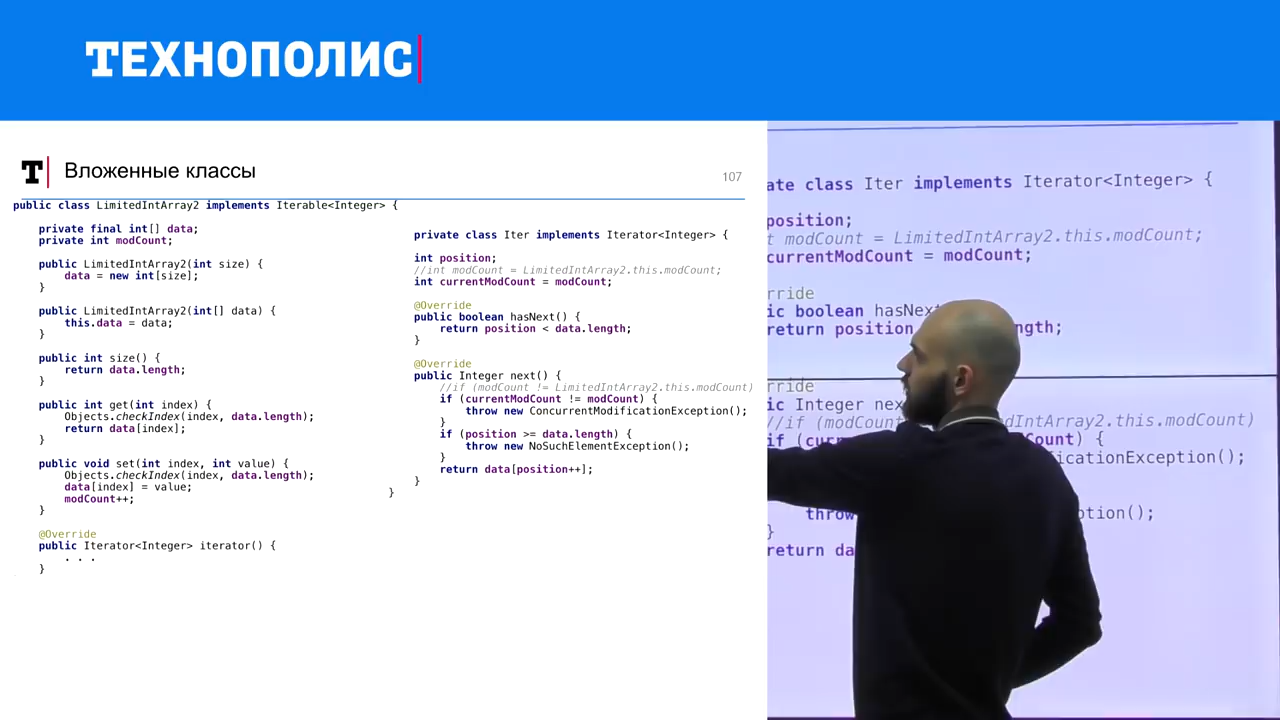 ТЕХНОПОЛИС
Т Вложенные классы
107
public class LimitedIntArray2 implements Iterable<Integer> {
private final int[] data;
private int modCount;
public LimitedIntArray2(int size) {
data = new int[size];
}
public LimitedIntArray2(int[] data) {
this.data = data;
}
public int size() {
return data.length;
}
public int get(int index) {
Objects.checkIndex(index, data.length);
return data[index];
}
public void set(int index, int value) {
Objects.checkIndex(index, data.length);
data[index] = value;
modCount++;
}
@Override
public Iterator<Integer> iterator() {
. . .
}
private class Iter implements Iterator<Integer> {
int position;
//int modCount = LimitedIntArray2.this.modCount;
int currentModCount = modCount;
@Override
public boolean hasNext() {
return position < data.length;
}
@Override
public Integer next() {
//if (modCount != LimitedIntArray2.this.modCount)
if (currentModCount != modCount) {
throw new ConcurrentModificationException();
}
if (position >= data.length) {
throw new NoSuchElementException();
}
return data[position++];
}
}
ate class Iter implements Iterator<Integer> {
position;
t modCount = LimitedIntArray2.this.modCount;
currentModCount = modCount;
rride
ic boolean hasNext
return position ngth;
rride
ic Integer nex
//if (modCou dIntArray2.this.modCount)
if (curr Count) {
ficationException();
throw ption();
}
return da